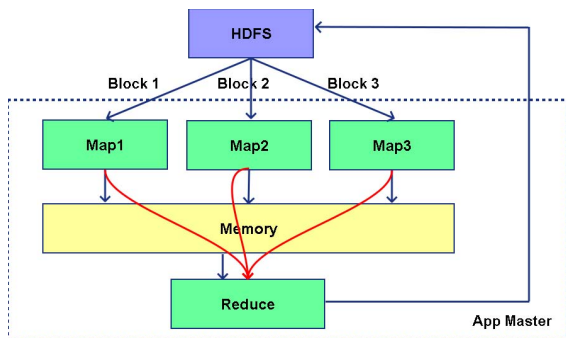 HDFS
Block 1
Block 2
Block 3
Map1
Map2
Map3
Memory
Reduce
App Master